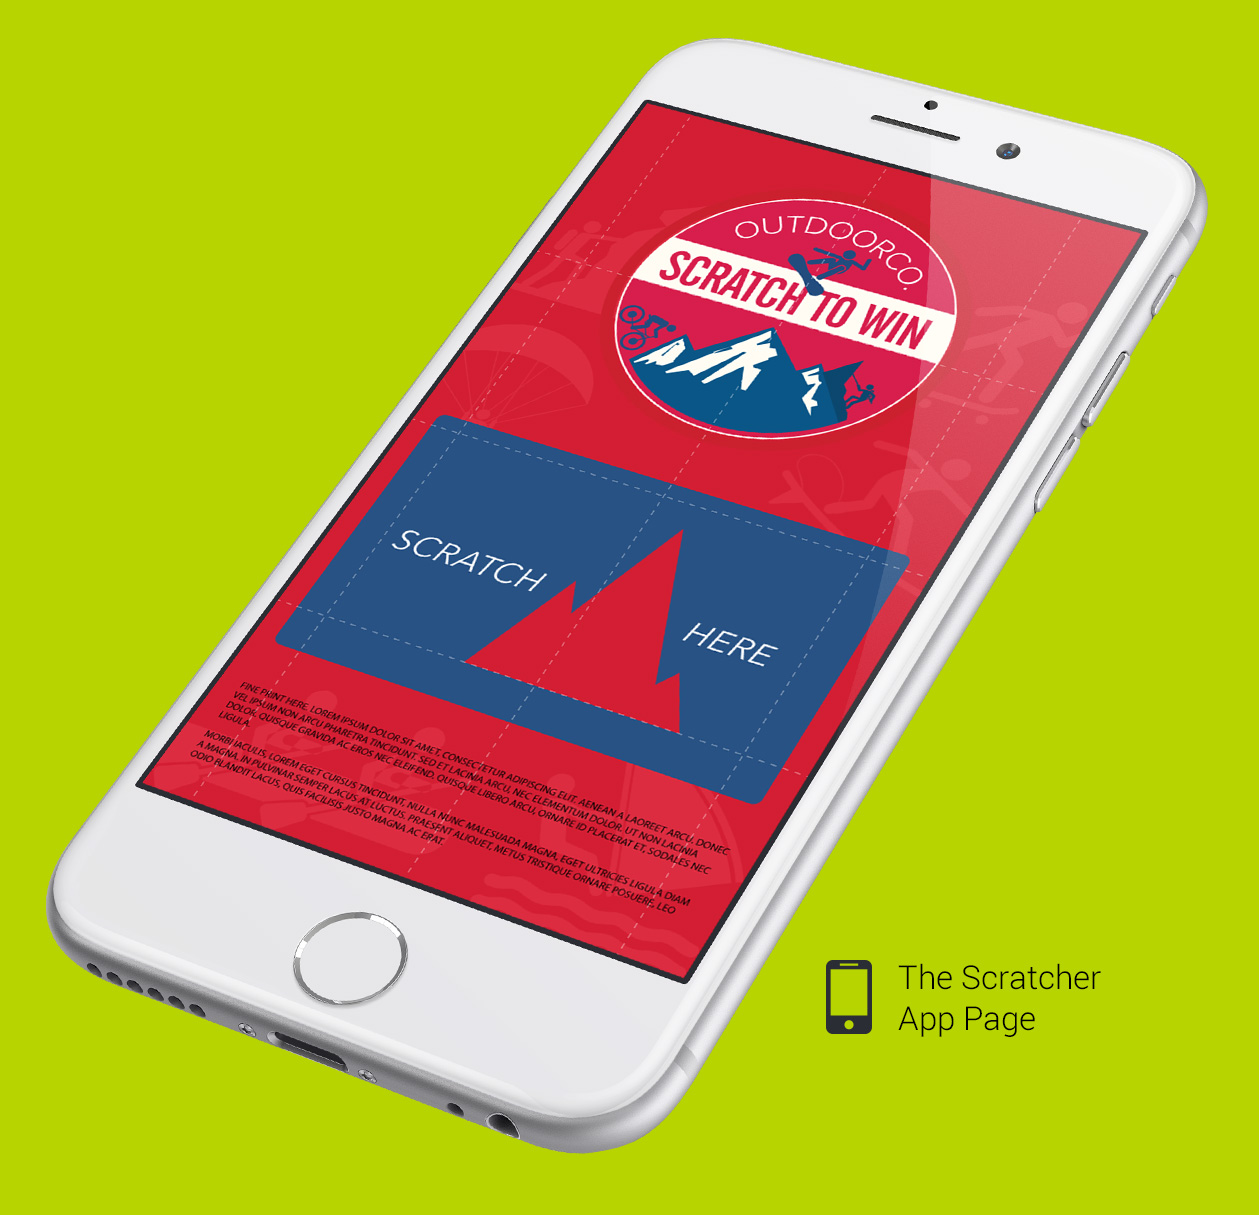 OUTDOORCO.
SCRATCH TO WIN
SCRATCH
HERE
FINE PRINT HERE. LOREM IPSUM DOLOR SIT AMET, CONSECTETUR ADIPISCING ELIT. AENEAN A LAOREET ARCU. DONEC
VEL IPSUM NON ARCU PHARETRA TINCIDUNT. SED ET LACINIA ARCU, NEC ELEMENTUM DOLOR. UT NON LACINIA
DOLOR. QUISQUE GRAVIDA AC EROS NEC ELEIFEND. QUISQUE LIBERO ARCU, ORNARE ID PLACERAT ET, SODALES NEC
LIGULA.
MORBI IACULIS, LOREM EGET CURSUS TINCIDUNT, NULLA NUNC MALESUADA MAGNA, EGET ULTRICIES LIGULA DIAM
A MAGNA. IN PULVINAR SEMPER LACUS AT LUCTUS. PRAESENT ALIQUET, METUS TRISTIQUE ORNARE POSUERE, LEO
ODIO BLANDIT LACUS, QUIS FACILISIS JUSTO MAGNA AC ERAT.
The Scratcher
App Page